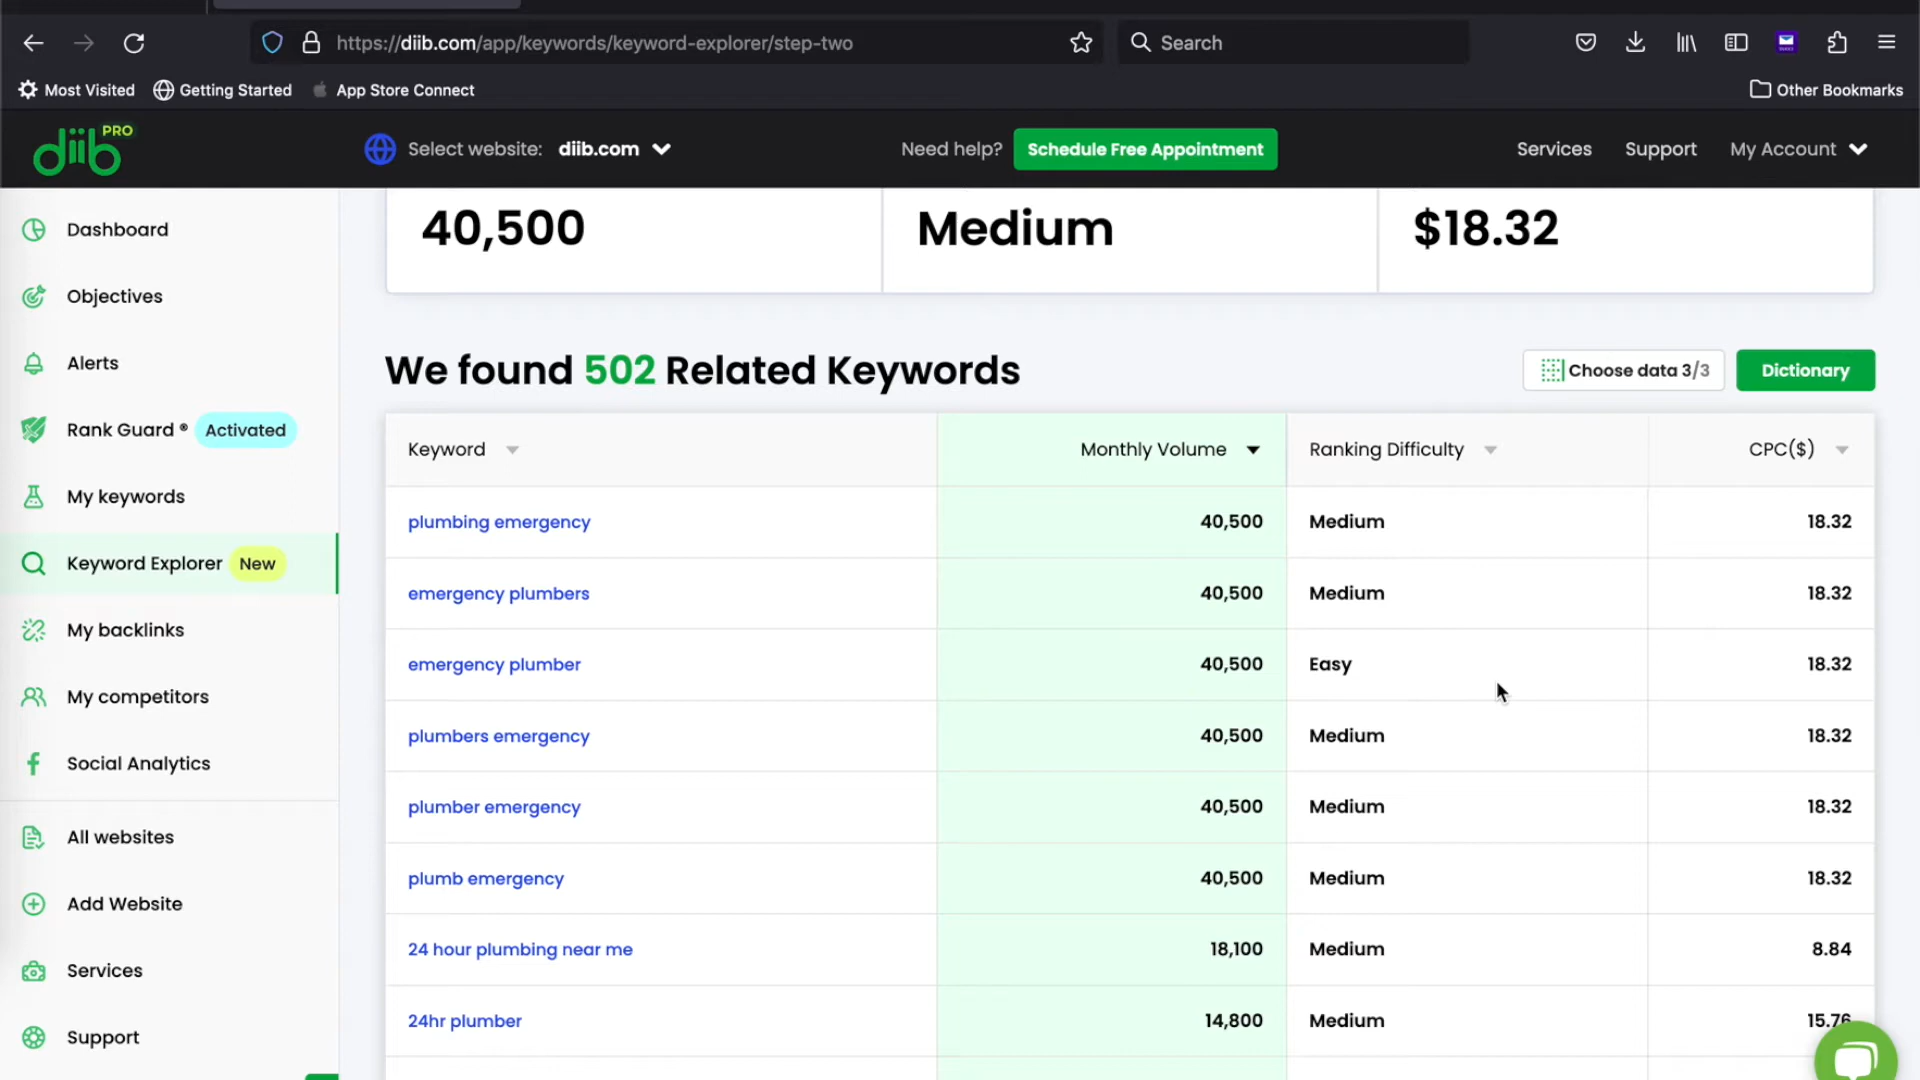 https://diib.com/app/keywords/keyword-explorer/step-two
Search
Most Visited
Getting Started
App Store Connect
Other Bookmarks
diib PRO
Select website: diib.com
Need help?
Schedule Free Appointment
Services
Support
My Account
Dashboard
Objectives
Alerts
Rank Guard ® Activated
My keywords
Keyword Explorer New
My backlinks
My competitors
Social Analytics
All websites
Add Website
Services
Support
40,500 Medium $18.32
We found 502 Related Keywords
Choose data 3/3
Dictionary
Keyword Monthly Volume Ranking Difficulty CPC($)
plumbing emergency 40,500 Medium 18.32
emergency plumbers 40,500 Medium 18.32
emergency plumber 40,500 Easy 18.32
plumbers emergency 40,500 Medium 18.32
plumber emergency 40,500 Medium 18.32
plumb emergency 40,500 Medium 18.32
24 hour plumbing near me 18,100 Medium 8.84
24hr plumber 14,800 Medium 15.76